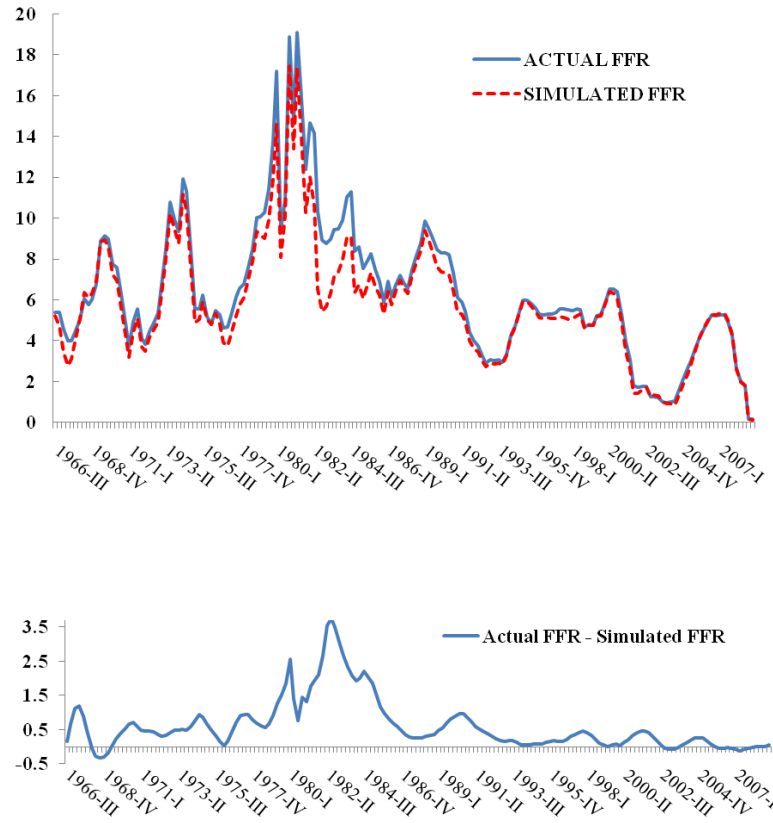 20
18
16
14
12
10
8
6
4
2
0
ACTUAL FFR
SIMULATED FFR
1966-III
1968-IV
1971-I
1973-II
1975-III
1977-IV
1980-I
1982-II
1984-III
1986-IV
1989-I
1991-II
1993-III
1995-IV
1998-I
2000-II
2002-III
2004-IV
2007-I
3.5
2.5
1.5
0.5
-0.5
Actual FFR - Simulated FFR
1966-III
1968-IV
1971-I
1973-II
1975-III
1977-IV
1980-I
1982-II
1984-III
1986-IV
1989-I
1991-II
1993-III
1995-IV
1998-I
2000-II
2002-III
2004-IV
2007-I